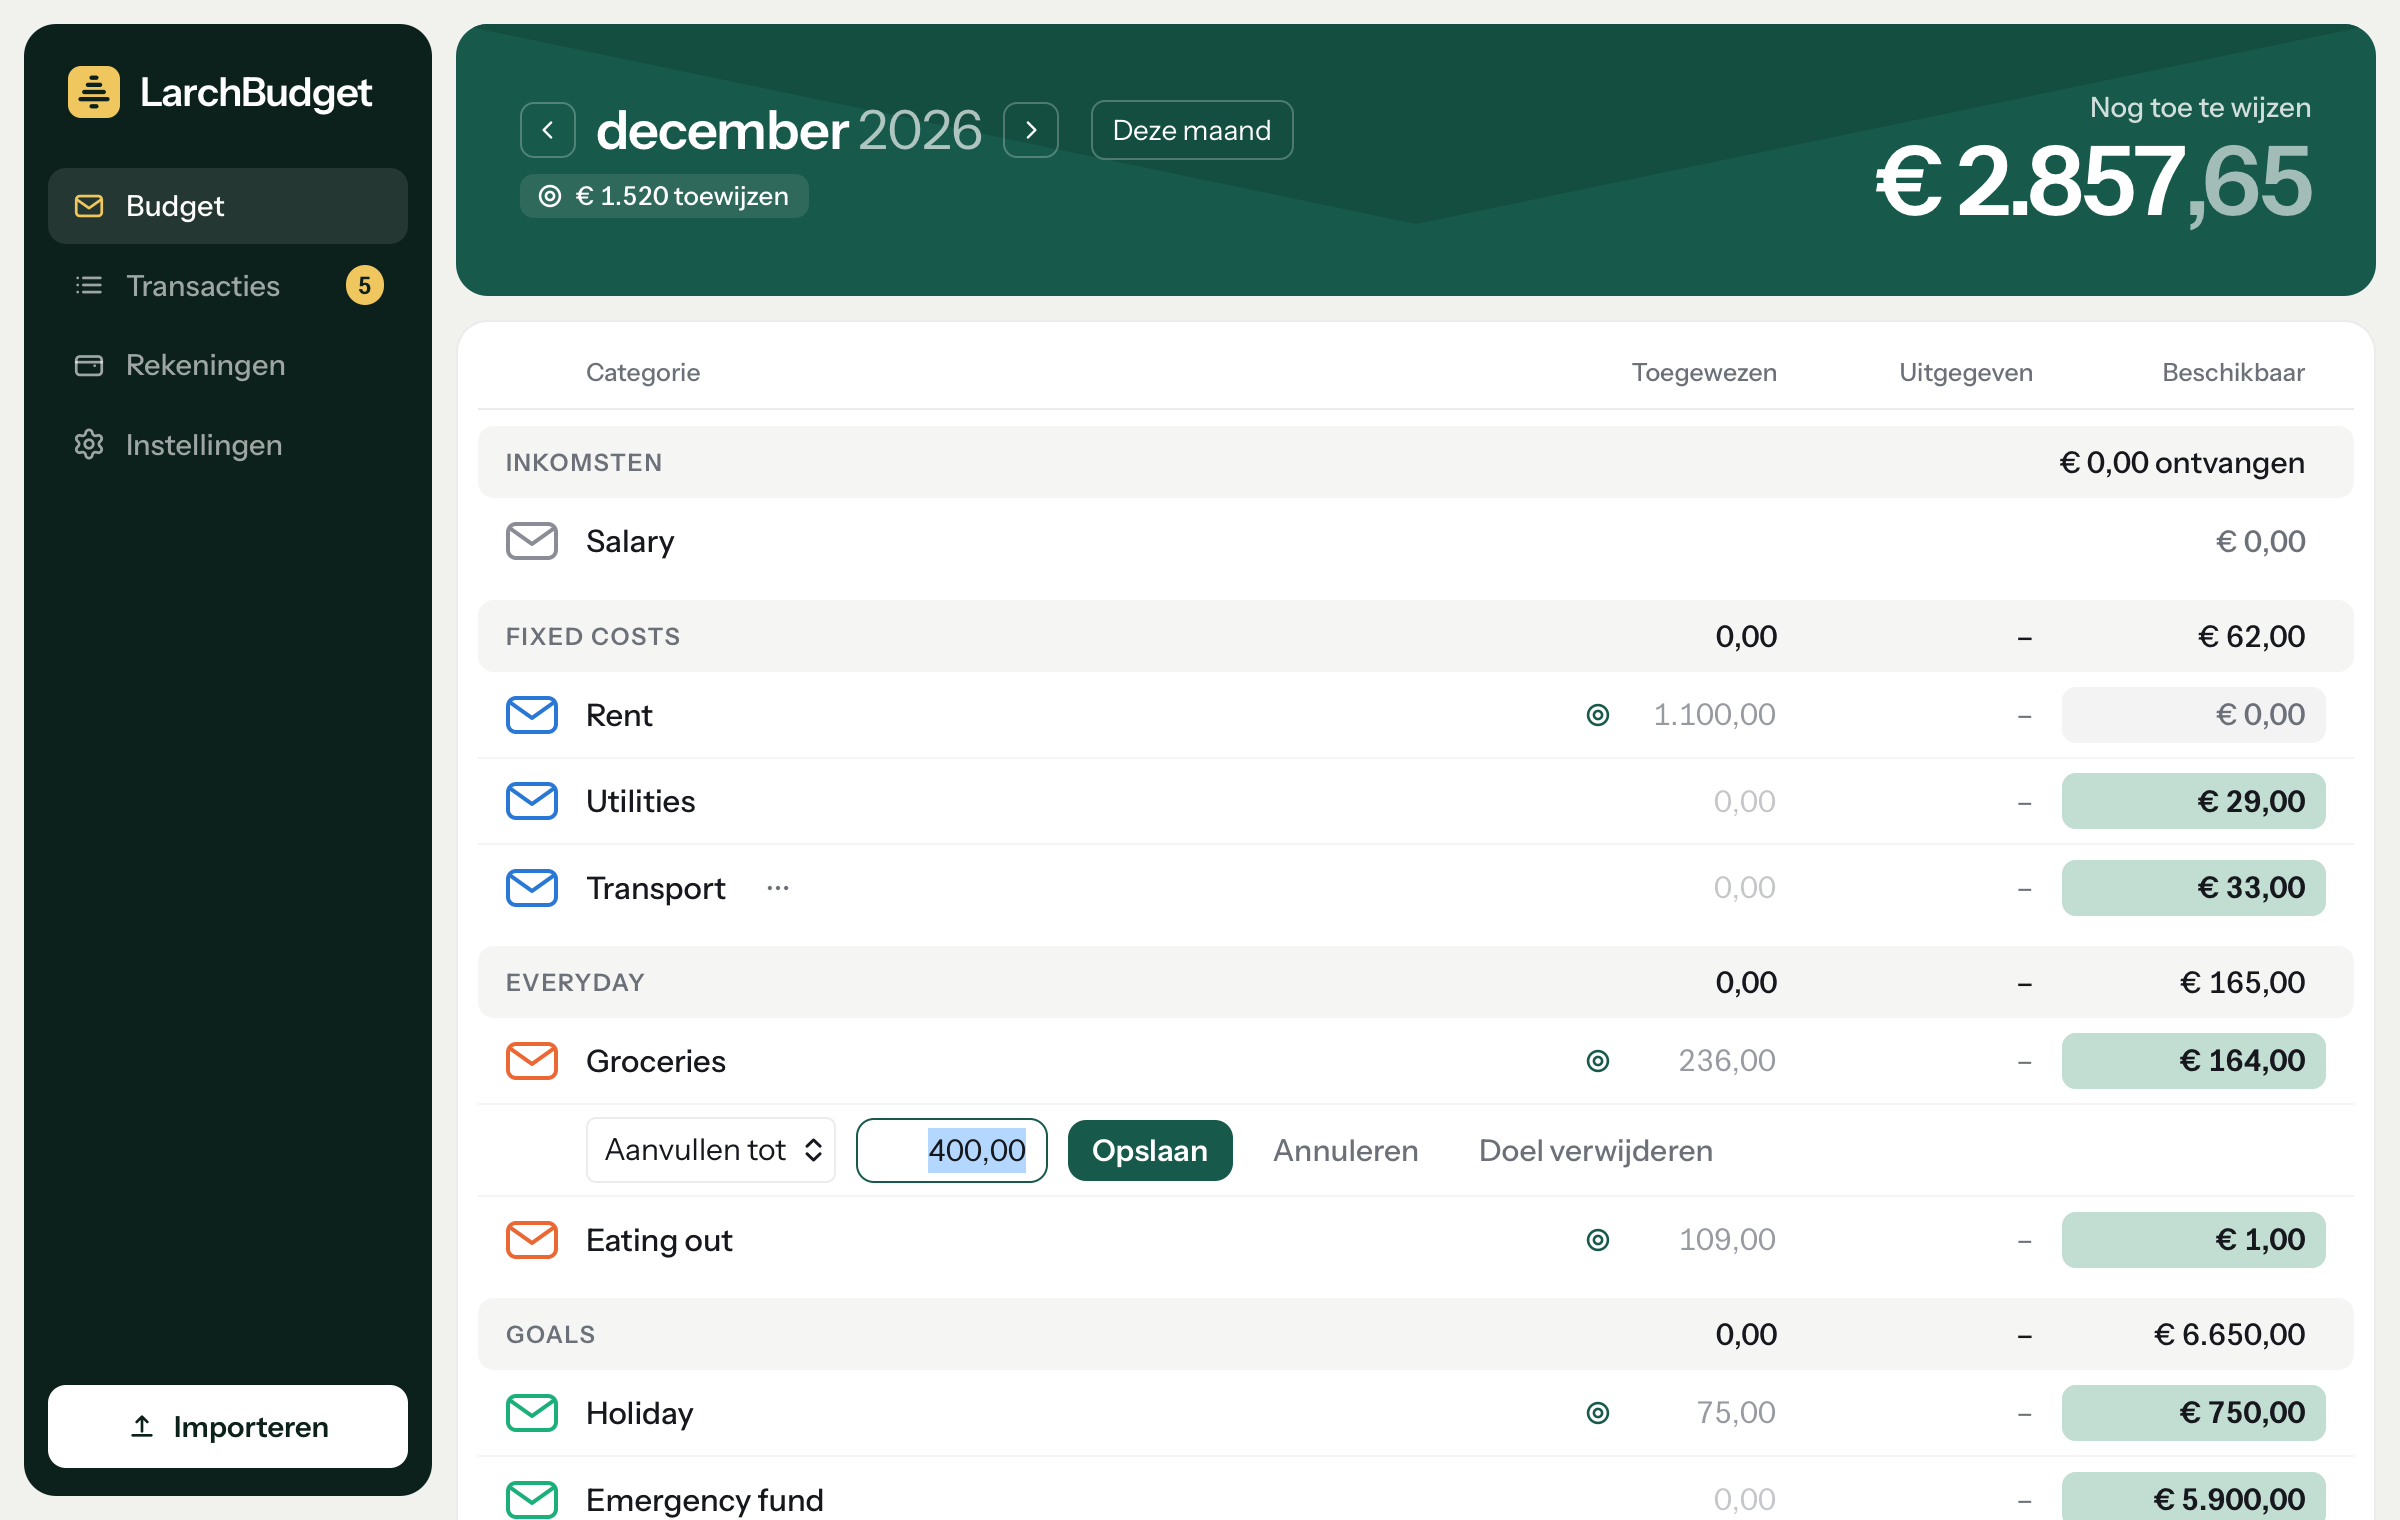 LarchBudget
Budget
Transacties 5
Rekeningen
Instellingen
Importeren
december 2026
Deze maand
€ 1.520 toewijzen
Nog toe te wijzen
€ 2.857,65
Categorie Toegewezen Uitgegeven Beschikbaar
INKOMSTEN € 0,00 ontvangen
Salary € 0,00
FIXED COSTS 0,00 – € 62,00
Rent 1.100,00 – € 0,00
Utilities 0,00 – € 29,00
Transport ··· 0,00 – € 33,00
EVERYDAY 0,00 – € 165,00
Groceries 236,00 – € 164,00
Aanvullen tot 400,00 Opslaan Annuleren Doel verwijderen
Eating out 109,00 – € 1,00
GOALS 0,00 – € 6.650,00
Holiday 75,00 – € 750,00
Emergency fund 0,00 – € 5.900,00